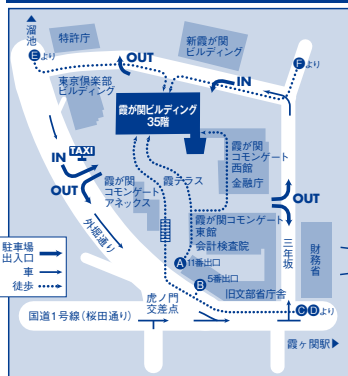 ▲溜池
特許庁
新霞が関
ビルディング
Eより
OUT
Fより
東京倶楽部
ビルディング
IN
霞が関ビルディング
35階
霞が関
コモンゲート
西館
金融庁
IN
TAXI
OUT
霞が関
コモンゲート
アネックス
霞テラス
OUT
霞が関コモンゲート
東館
会計検査院
外堀通り
三年坂
財務省
駐車場
出入口
車
徒歩
A 11番出口
B 5番出口
旧文部省庁舎
虎ノ門
交差点
C Dより
国道1号線(桜田通り)
霞ヶ関駅▶